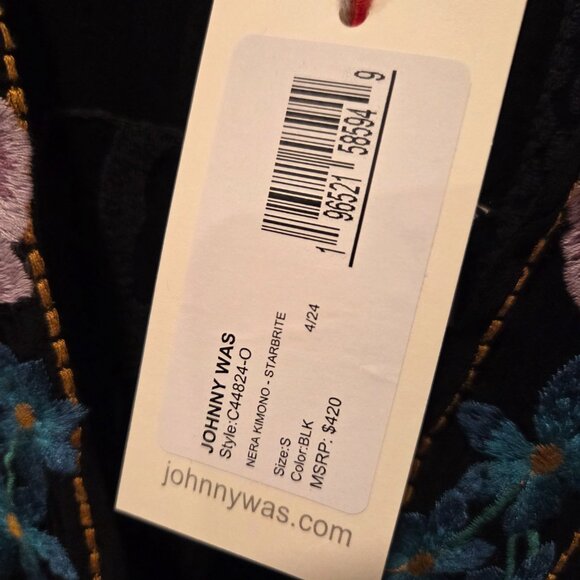 1 96521 58594 9
JOHNNY WAS
Style:C44824-O
NERA KIMONO - STARBRITE
4/24
Size:S
Color:BLK
MSRP: $420
johnnywas.com